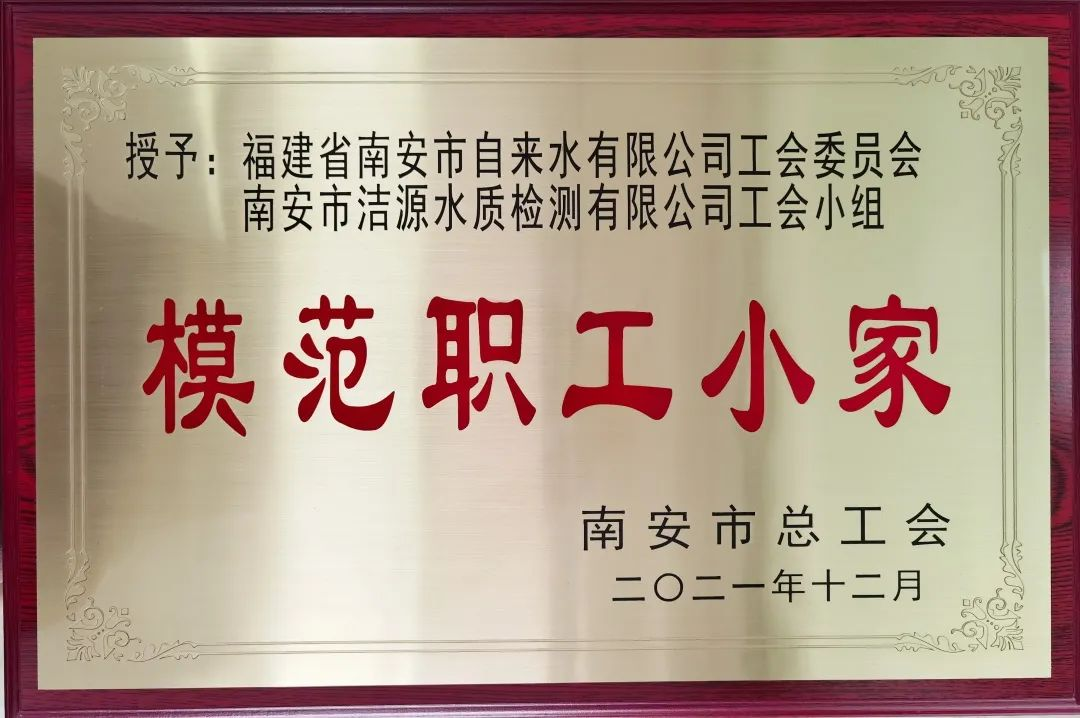 授予：福建省南安市自来水有限公司工会委员会
南安市洁源水质检测有限公司工会小组
模范职工小家
南安市总工会
二〇二一年十二月